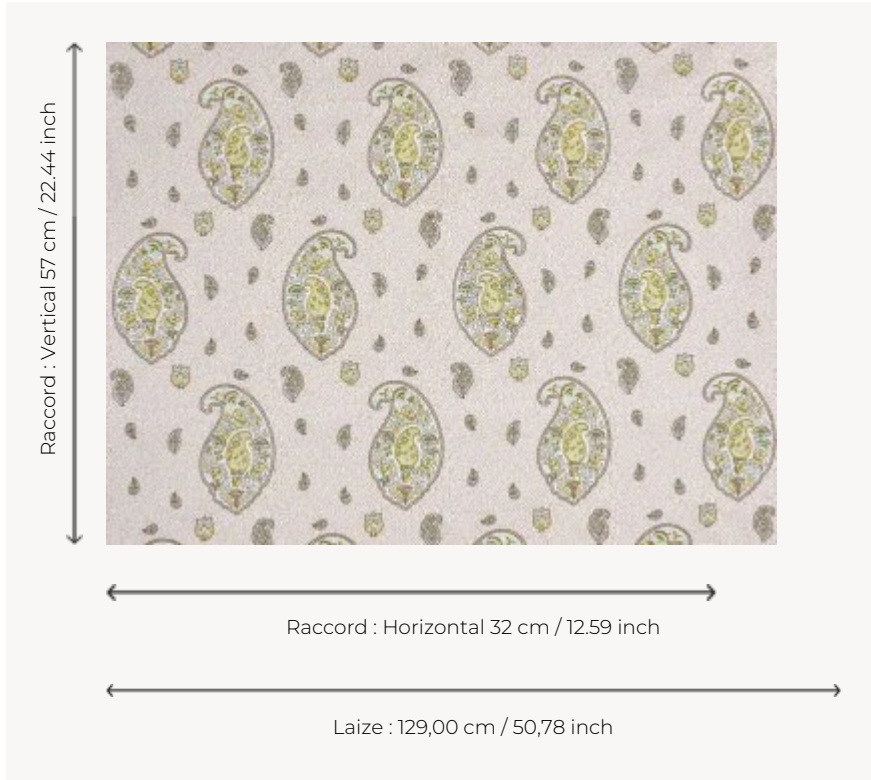 Raccord : Vertical 57 cm / 22.44 inch
Raccord : Horizontal 32 cm / 12.59 inch
Laize : 129,00 cm / 50,78 inch